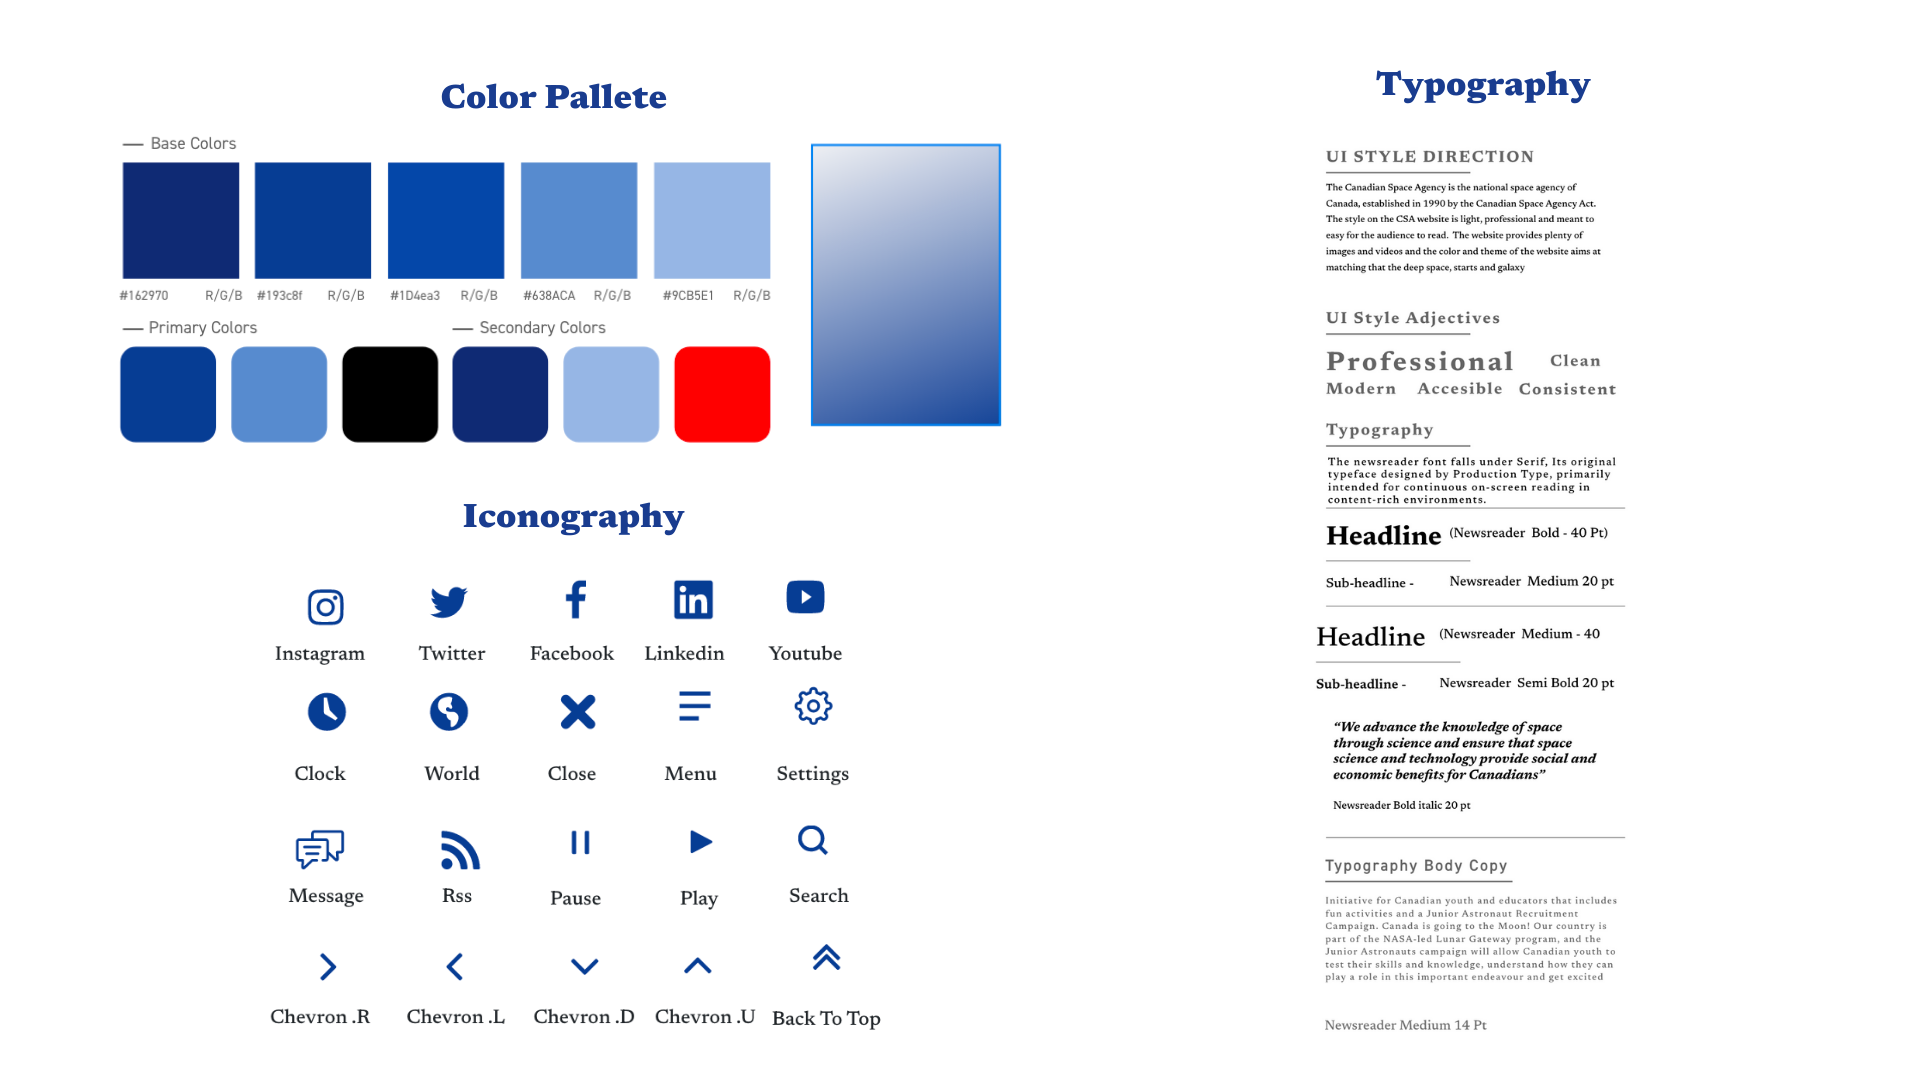 Color Pallete
Base Colors
#162970 R/G/B #193c8f R/G/B #1D4ea3 R/G/B #638ACA R/G/B #9CB5E1 R/G/B
Primary Colors
Secondary Colors
Iconography
Instagram Twitter Facebook Linkedin Youtube
Clock World Close Menu Settings
Message Rss Pause Play Search
Chevron .R Chevron .L Chevron .D Chevron .U Back To Top
Typography
UI STYLE DIRECTION
The Canadian Space Agency is the national space agency of
Canada, established in 1990 by the Canadian Space Agency Act.
The style on the CSA website is light, professional and meant to
easy for the audience to read. The website provides plenty of
images and videos and the color and theme of the website aims at
matching that the deep space, starts and galaxy
UI Style Adjectives
Professional Clean
Modern Accesible Consistent
Typography
The newsreader font falls under Serif, Its original
typeface designed by Production Type, primarily
intended for continuous on-screen reading in
content-rich environments.
Headline (Newsreader Bold - 40 Pt)
Sub-headline - Newsreader Medium 20 pt
Headline (Newsreader Medium - 40
Sub-headline - Newsreader Semi Bold 20 pt
“We advance the knowledge of space
through science and ensure that space
science and technology provide social and
economic benefits for Canadians”
Newsreader Bold italic 20 pt
Typography Body Copy
Initiative for Canadian youth and educators that includes
fun activities and a Junior Astronaut Recruitment
Campaign. Canada is going to the Moon! Our country is
part of the NASA-led Lunar Gateway program, and the
Junior Astronauts campaign will allow Canadian youth to
test their skills and knowledge, understand how they can
play a role in this important endeavour and get excited
Newsreader Medium 14 Pt